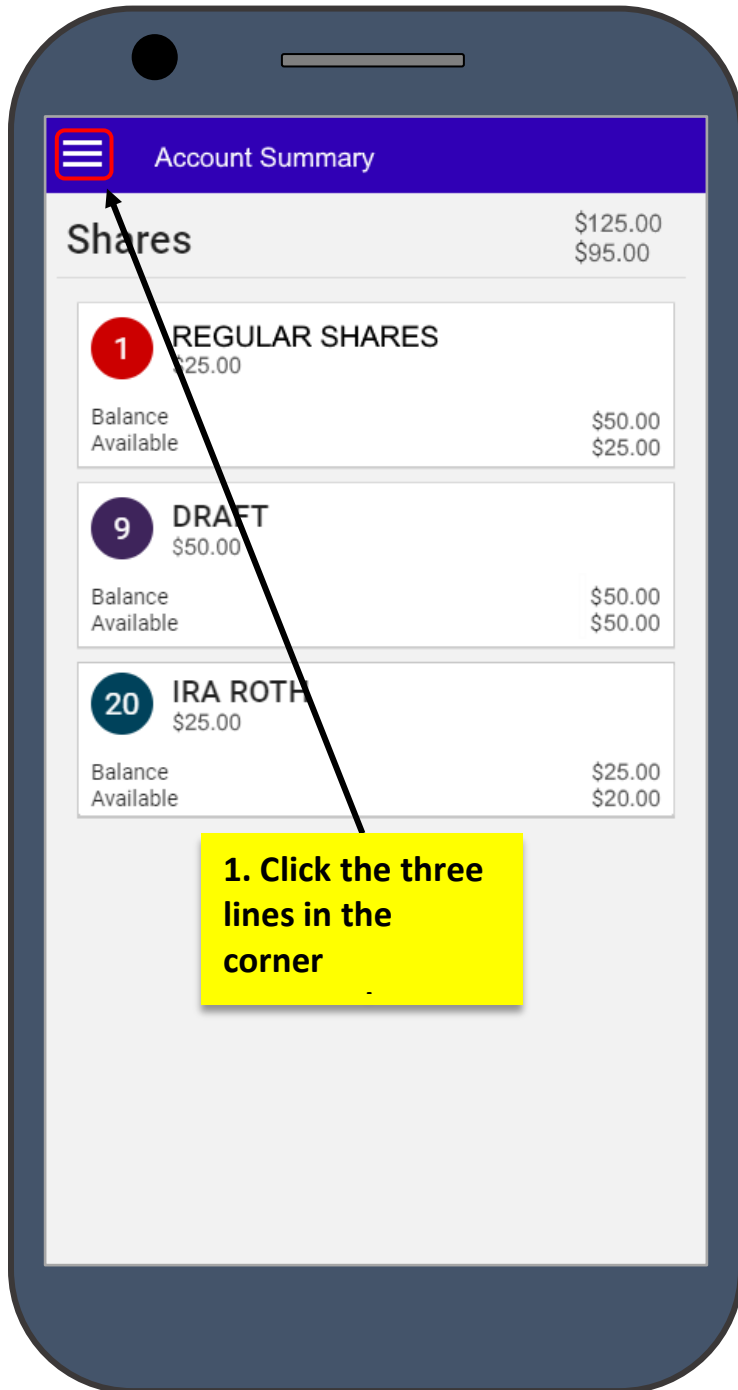 Account Summary
Shares
$125.00
$95.00
1
REGULAR SHARES
$25.00
Balance
$50.00
Available
$25.00
9
DRAFT
$50.00
Balance
$50.00
Available
$50.00
20
IRA ROTH
$25.00
Balance
$25.00
Available
$20.00
1. Click the three
lines in the
corner